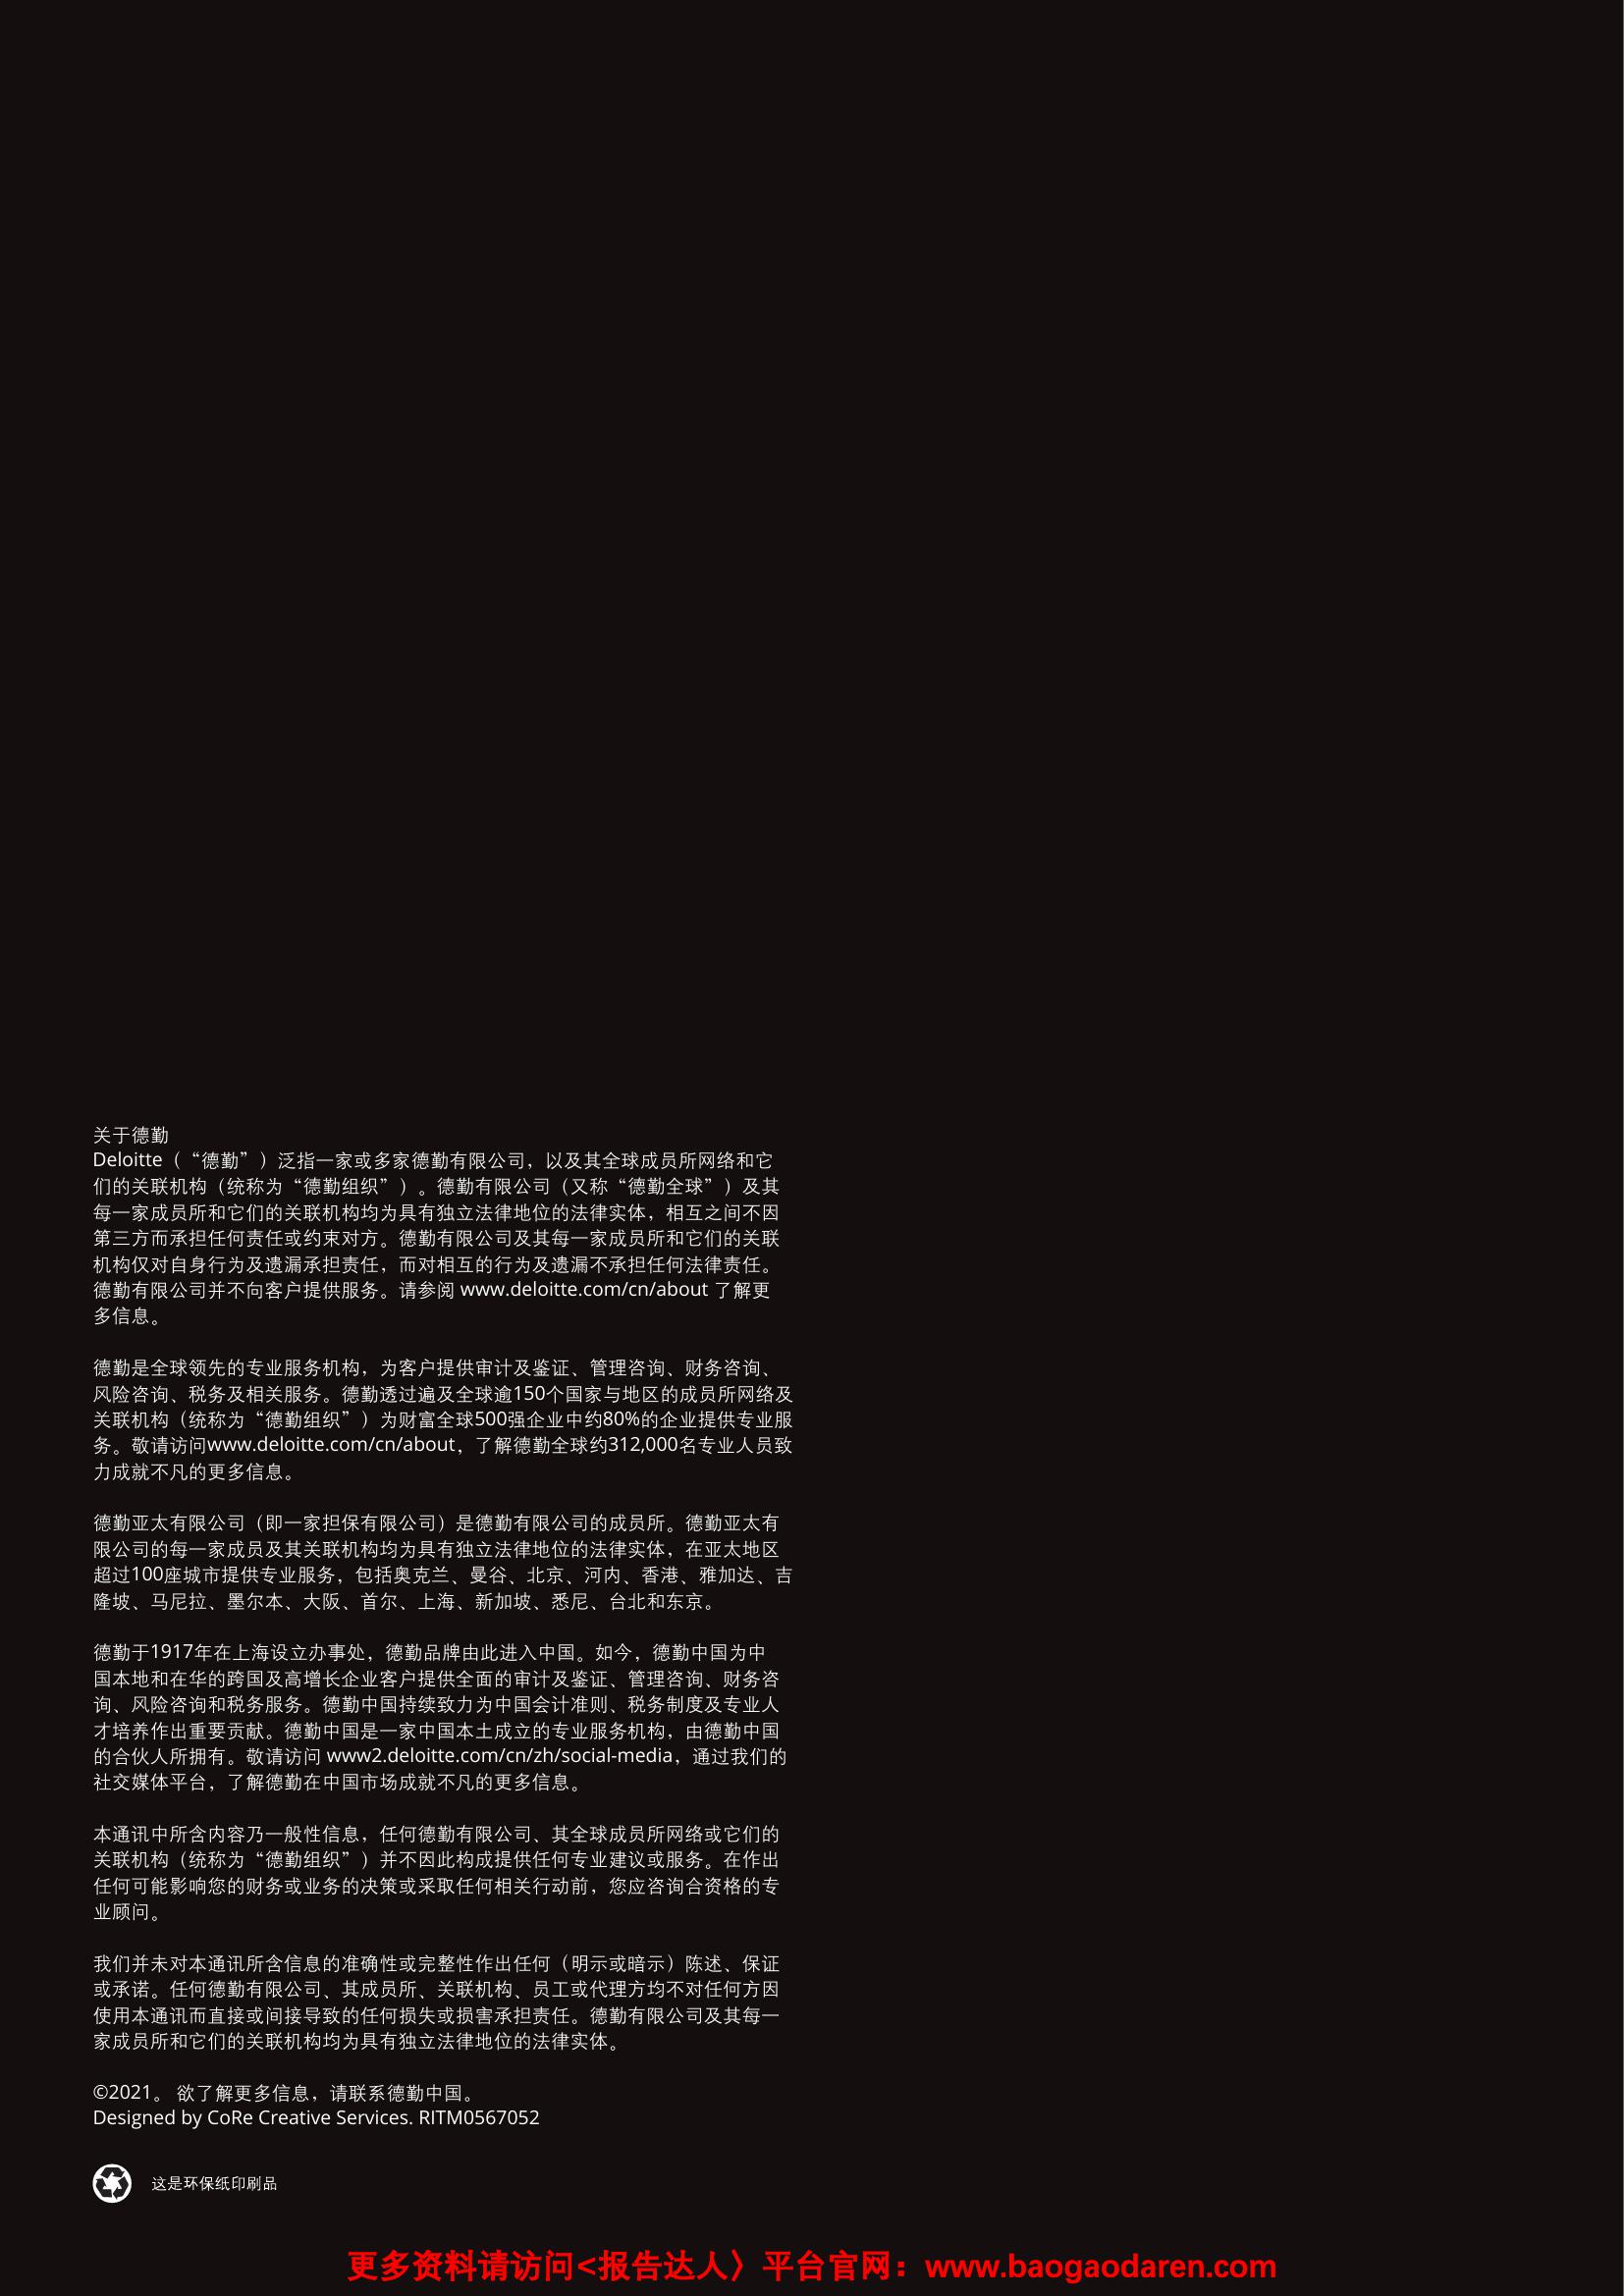 关于德勤
Deloitte（“德勤”）泛指一家或多家德勤有限公司，以及其全球成员所网络和它
们的关联机构（统称为“德勤组织”）。德勤有限公司（又称“德勤全球”）及其
每一家成员所和它们的关联机构均为具有独立法律地位的法律实体，相互之间不因
第三方而承担任何责任或约束对方。德勤有限公司及其每一家成员所和它们的关联
机构仅对自身行为及遗漏承担责任，而对相互的行为及遗漏不承担任何法律责任。
德勤有限公司并不向客户提供服务。请参阅 www.deloitte.com/cn/about 了解更
多信息。
德勤是全球领先的专业服务机构，为客户提供审计及鉴证、管理咨询、财务咨询、
风险咨询、税务及相关服务。德勤透过遍及全球逾150个国家与地区的成员所网络及
关联机构（统称为“德勤组织”）为财富全球500强企业中约80%的企业提供专业服
务。敬请访问www.deloitte.com/cn/about，了解德勤全球约312,000名专业人员致
力成就不凡的更多信息。
德勤亚太有限公司（即一家担保有限公司）是德勤有限公司的成员所。德勤亚太有
限公司的每一家成员及其关联机构均为具有独立法律地位的法律实体，在亚太地区
超过100座城市提供专业服务，包括奥克兰、曼谷、北京、河内、香港、雅加达、吉
隆坡、马尼拉、墨尔本、大阪、首尔、上海、新加坡、悉尼、台北和东京。
德勤于1917年在上海设立办事处，德勤品牌由此进入中国。如今，德勤中国为中
国本地和在华的跨国及高增长企业客户提供全面的审计及鉴证、管理咨询、财务咨
询、风险咨询和税务服务。德勤中国持续致力为中国会计准则、税务制度及专业人
才培养作出重要贡献。德勤中国是一家中国本土成立的专业服务机构，由德勤中国
的合伙人所拥有。敬请访问 www2.deloitte.com/cn/zh/social-media，通过我们的
社交媒体平台，了解德勤在中国市场成就不凡的更多信息。
本通讯中所含内容乃一般性信息，任何德勤有限公司、其全球成员所网络或它们的
关联机构（统称为“德勤组织”）并不因此构成提供任何专业建议或服务。在作出
任何可能影响您的财务或业务的决策或采取任何相关行动前，您应咨询合资格的专
业顾问。
我们并未对本通讯所含信息的准确性或完整性作出任何（明示或暗示）陈述、保证
或承诺。任何德勤有限公司、其成员所、关联机构、员工或代理方均不对任何方因
使用本通讯而直接或间接导致的任何损失或损害承担责任。德勤有限公司及其每一
家成员所和它们的关联机构均为具有独立法律地位的法律实体。
©2021。 欲了解更多信息，请联系德勤中国。
Designed by CoRe Creative Services. RITM0567052
这是环保纸印刷品
更多资料请访问<报告达人〉平台官网：www.baogaodaren.com